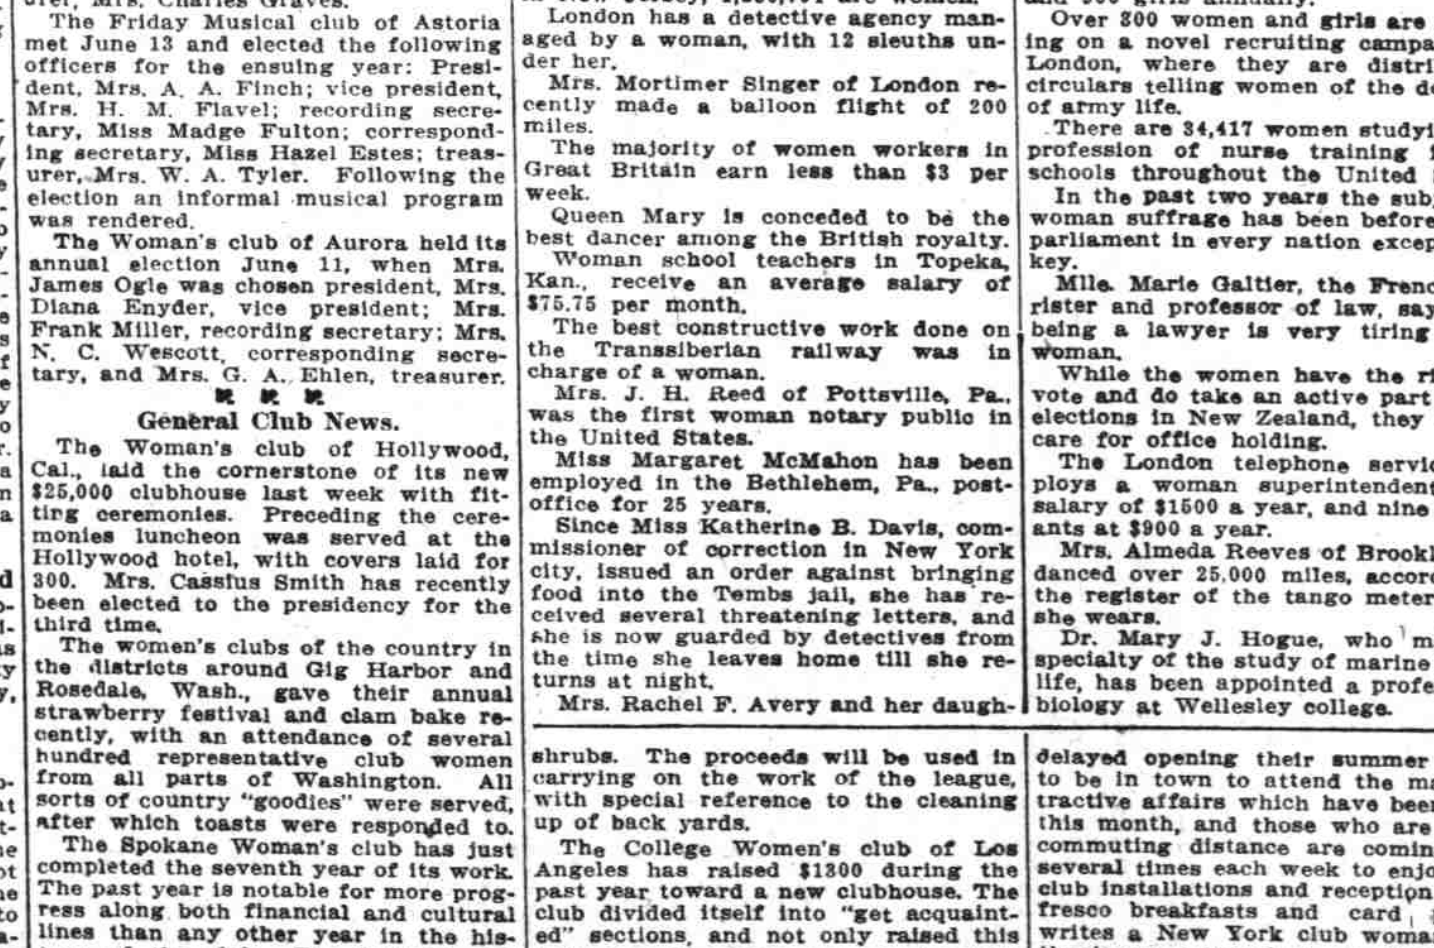 The Friday Musical club of Astoria
met June 13 and elected the following
officers for the ensuing year: Presi-
dent, Mrs. A. A. Finch; vice president,
Mrs. H. M. Flavel; recording secre-
tary, Miss Madge Fulton; correspond-
ing secretary, Miss Hazel Estes; treas-
urer, Mrs. W. A. Tyler. Following the
election an informal musical program
was rendered.
The Woman's club of Aurora held its
annual election June 11, when Mrs.
James Ogle was chosen president, Mrs.
Diana Enyder, vice president; Mrs.
Frank Miller, recording secretary; Mrs.
N. C. Wescott, corresponding secre-
tary, and Mrs. G. A. Ehlen, treasurer.
General Club News.
The Woman's club of Hollywood,
Cal., laid the cornerstone of its new
$25,000 clubhouse last week with fit-
ting ceremonies. Preceding the cere-
monies luncheon was served at the
Hollywood hotel, with covers laid for
300. Mrs. Cassius Smith has recently
been elected to the presidency for the
third time.
The women's clubs of the country in
the districts around Gig Harbor and
Rosedale, Wash., gave their annual
strawberry festival and clam bake re-
cently, with an attendance of several
hundred representative club women
from all parts of Washington. All
sorts of country "goodies" were served,
after which toasts were responded to.
The Spokane Woman's club has just
completed the seventh year of its work.
The past year is notable for more prog-
ress along both financial and cultural
lines than any other year in the his-
London has a detective agency man-
aged by a woman, with 12 sleuths un-
der her.
Mrs. Mortimer Singer of London re-
cently made a balloon flight of 200
miles.
The majority of women workers in
Great Britain earn less than $3 per
week.
Queen Mary is conceded to be the
best dancer among the British royalty.
Woman school teachers in Topeka,
Kan., receive an average salary of
$75.75 per month.
The best constructive work done on
the Transsiberian railway was in
charge of a woman.
Mrs. J. H. Reed of Pottsville, Pa.,
was the first woman notary public in
the United States.
Miss Margaret McMahon has been
employed in the Bethlehem, Pa., post-
office for 25 years.
Since Miss Katherine B. Davis, com-
missioner of correction in New York
city, issued an order against bringing
food into the Tombs jail, she has re-
ceived several threatening letters, and
she is now guarded by detectives from
the time she leaves home till she re-
turns at night.
Mrs. Rachel F. Avery and her daugh-
shrubs. The proceeds will be used in
carrying on the work of the league,
with special reference to the cleaning
up of back yards.
The College Women's club of Los
Angeles has raised $1300 during the
past year toward a new clubhouse. The
club divided itself into "get acquaint-
ed" sections, and not only raised this
Over 300 women and girls are
ing on a novel recruiting campa
London, where they are distri
circulars telling women of the d
of army life.
There are 34,417 women studyi
profession of nurse training
schools throughout the United
In the past two years the sub
woman suffrage has been before
parliament in every nation excep
key.
Mlle. Marie Galtier, the Frenc
rister and professor of law, say
being a lawyer is very tiring
woman.
While the women have the ri
vote and do take an active part
elections in New Zealand, they
care for office holding.
The London telephone servic
ploys a woman superintendent
salary of $1500 a year, and nine
ants at $900 a year.
Mrs. Almeda Reeves of Brookl
danced over 25,000 miles, accord
the register of the tango meter
she wears.
Dr. Mary J. Hogue, who m
specialty of the study of marine
life, has been appointed a profe
biology at Wellesley college.
delayed opening their summer
to be in town to attend the ma
tractive affairs which have been
this month, and those who are
commuting distance are comin
several times each week to enjo
club installations and reception
fresco breakfasts and card
writes a New York club woma